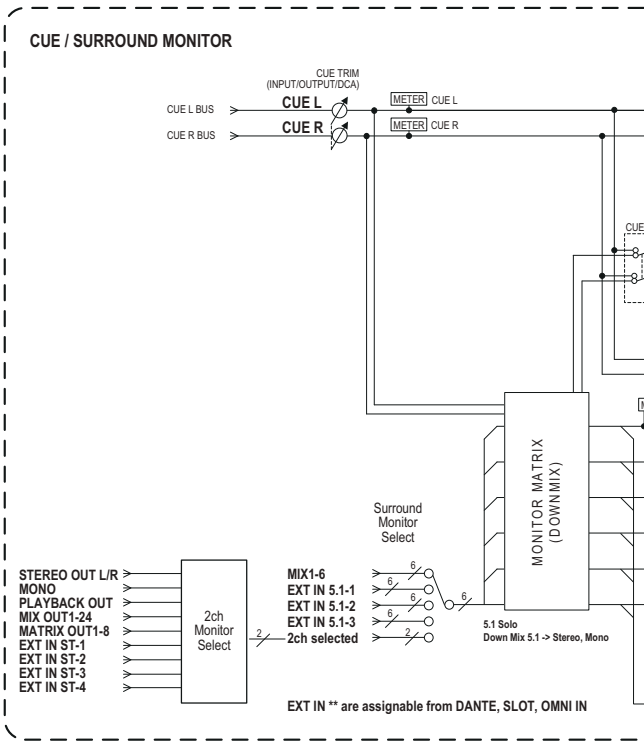 CUE / SURROUND MONITOR
CUE TRIM
(INPUT/OUTPUT/DCA)
CUE L BUS
CUE L
METER CUE L
CUE R BUS
CUE R
METER CUE R
CUE
MONITOR MATRIX
(DOWNMIX)
Surround
Monitor
Select
STEREO OUT L/R
MONO
PLAYBACK OUT
MIX OUT1-24
MATRIX OUT1-8
EXT IN ST-1
EXT IN ST-2
EXT IN ST-3
EXT IN ST-4
2ch
Monitor
Select
2
MIX1-6 6
EXT IN 5.1-1 6
EXT IN 5.1-2 6
EXT IN 5.1-3 6
2ch selected 2
6
5.1 Solo
Down Mix 5.1 -> Stereo, Mono
EXT IN ** are assignable from DANTE, SLOT, OMNI IN